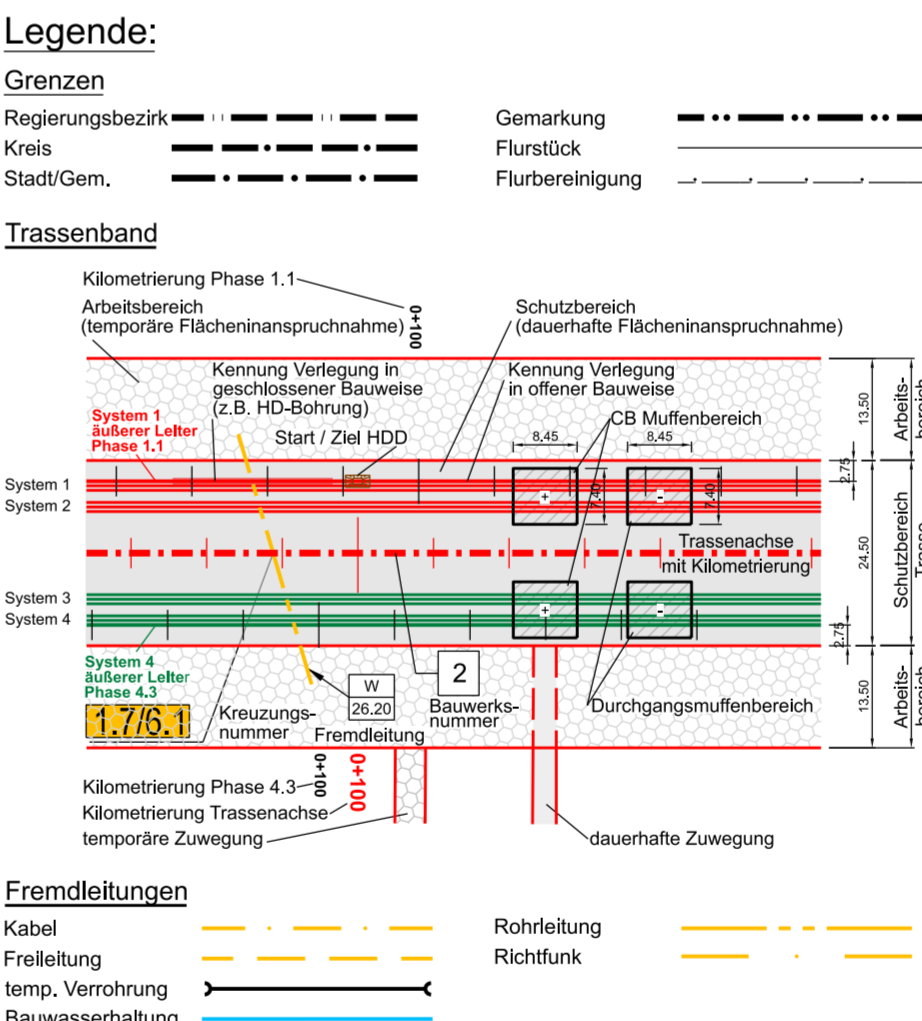 Legende:
Grenzen
Regierungsbezirk
Kreis
Stadt/Gem.
Gemarkung
Flurstück
Flurbereinigung
Trassenband
Kilometrierung Phase 1.1
0+100
Arbeitsbereich
(temporäre Flächeninanspruchnahme)
Schutzbereich
(dauerhafte Flächeninanspruchnahme)
Kennung Verlegung in
geschlossener Bauweise
(z.B. HD-Bohrung)
Kennung Verlegung
in offener Bauweise
System 1
äußerer Leiter
Phase 1.1
Start / Ziel HDD
CB Muffenbereich
8.45
8.45
13.50
Arbeits-
bereich
System 1
System 2
+
-
7.40
7.40
2.75
Trassenachse
mit Kilometrierung
24.50
Schutzbereich
Trasse
System 3
System 4
+
-
2.75
System 4
äußerer Leiter
Phase 4.3
1.7/6.1
Kreuzungs-
nummer
W
26.20
Fremdleitung
2
Bauwerks-
nummer
Durchgangsmuffenbereich
13.50
Arbeits-
bereich
0+100
0+100
Kilometrierung Phase 4.3
Kilometrierung Trassenachse
temporäre Zuwegung
dauerhafte Zuwegung
Fremdleitungen
Kabel
Freileitung
temp. Verrohrung
Bauwasserhaltung
Rohrleitung
Richtfunk